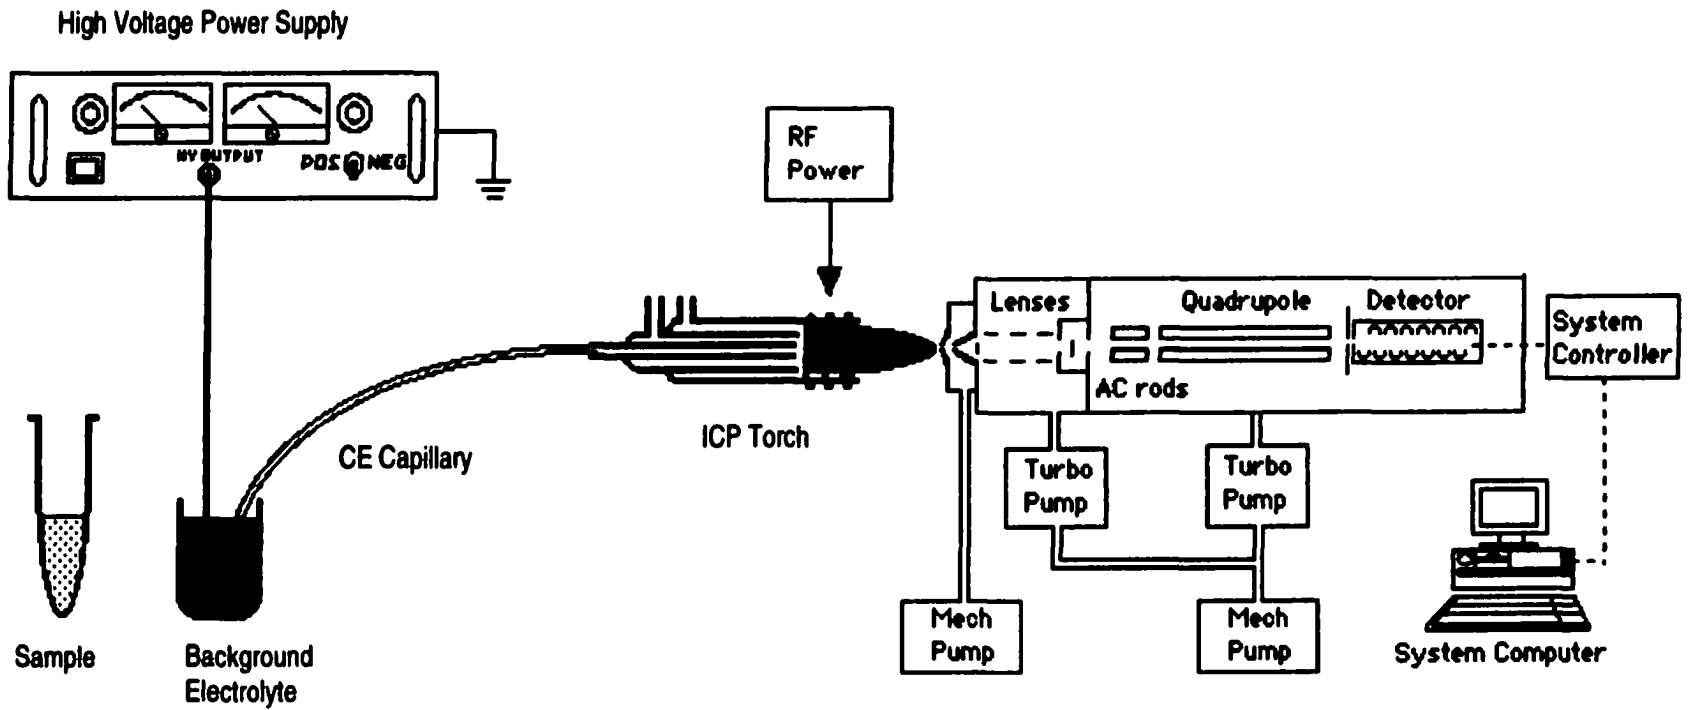 High Voltage Power Supply
HV OUTPUT
POS NEG
RF
Power
Lenses
Quadrupole
Detector
AC rods
System
Controller
ICP Torch
CE Capillary
Turbo
Pump
Turbo
Pump
Mech
Pump
Mech
Pump
Sample
Background
Electrolyte
System Computer